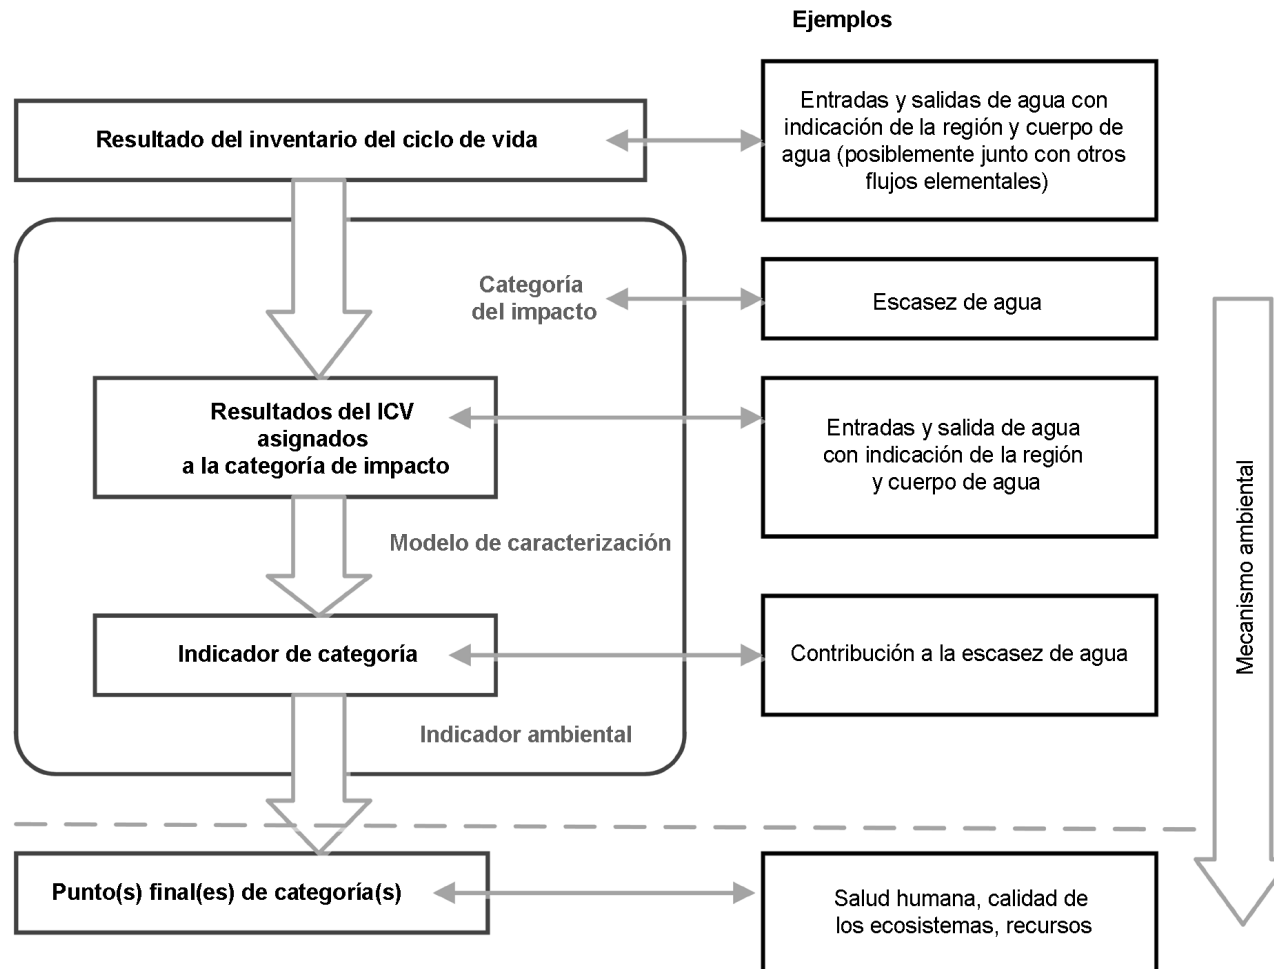 Ejemplos
Resultado del inventario del ciclo de vida
Entradas y salidas de agua con
indicación de la región y cuerpo de
agua (posiblemente junto con otros
flujos elementales)
Categoría
del impacto
Escasez de agua
Resultados del ICV
asignados
a la categoría de impacto
Entradas y salida de agua
con indicación de la región
y cuerpo de agua
Modelo de caracterización
Indicador de categoría
Contribución a la escasez de agua
Indicador ambiental
Mecanismo ambiental
Punto(s) final(es) de categoría(s)
Salud humana, calidad de
los ecosistemas, recursos